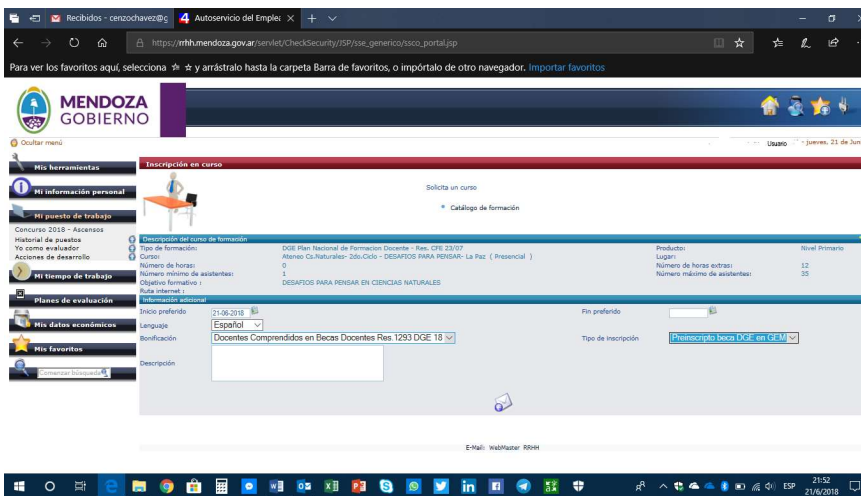 Recibidos - cenzochavez@g
Autoservicio del Emplea
https://rrhh.mendoza.gov.ar/servlet/CheckSecurity/JSP/sse_generico/ssco_portal.jsp
Para ver los favoritos aquí, selecciona y arrástralo hasta la carpeta Barra de favoritos, o impórtalo de otro navegador. Importar favoritos
MENDOZA
GOBIERNO
Ocultar menú
Usuario - jueves, 21 de Jun
Mis herramientas
Mi información personal
Mi puesto de trabajo
Concurso 2018 - Ascensos
Historial de puestos
Yo como evaluador
Acciones de desarrollo
Mi tiempo de trabajo
Planes de evaluación
Mis datos económicos
Mis favoritos
Comenzar búsqueda
Inscripción en curso
Solicita un curso
Catálogo de formación
Descripción del curso de formación
Tipo de formación: DGE Plan Nacional de Formacion Docente - Res. CFE 23/07 Producto: Nivel Primario
Curso: Ateneo Cs.Naturales- 2do.Ciclo - DESAFIOS PARA PENSAR- La Paz ( Presencial ) Lugar:
Número de horas: 0 Número de horas extras: 12
Número mínimo de asistentes: 1 Número máximo de asistentes: 35
Objetivo formativo : DESAFIOS PARA PENSAR EN CIENCIAS NATURALES
Ruta internet :
Información adicional
Inicio preferido 21-06-2018 Fin preferido
Lenguaje Español
Bonificación Docentes Comprendidos en Becas Docentes Res.1293 DGE 18 Tipo de Inscripción Preinscripto beca DGE en GEM
Descripción
E-Mail: WebMaster RRHH
ESP
21:52
21/6/2018